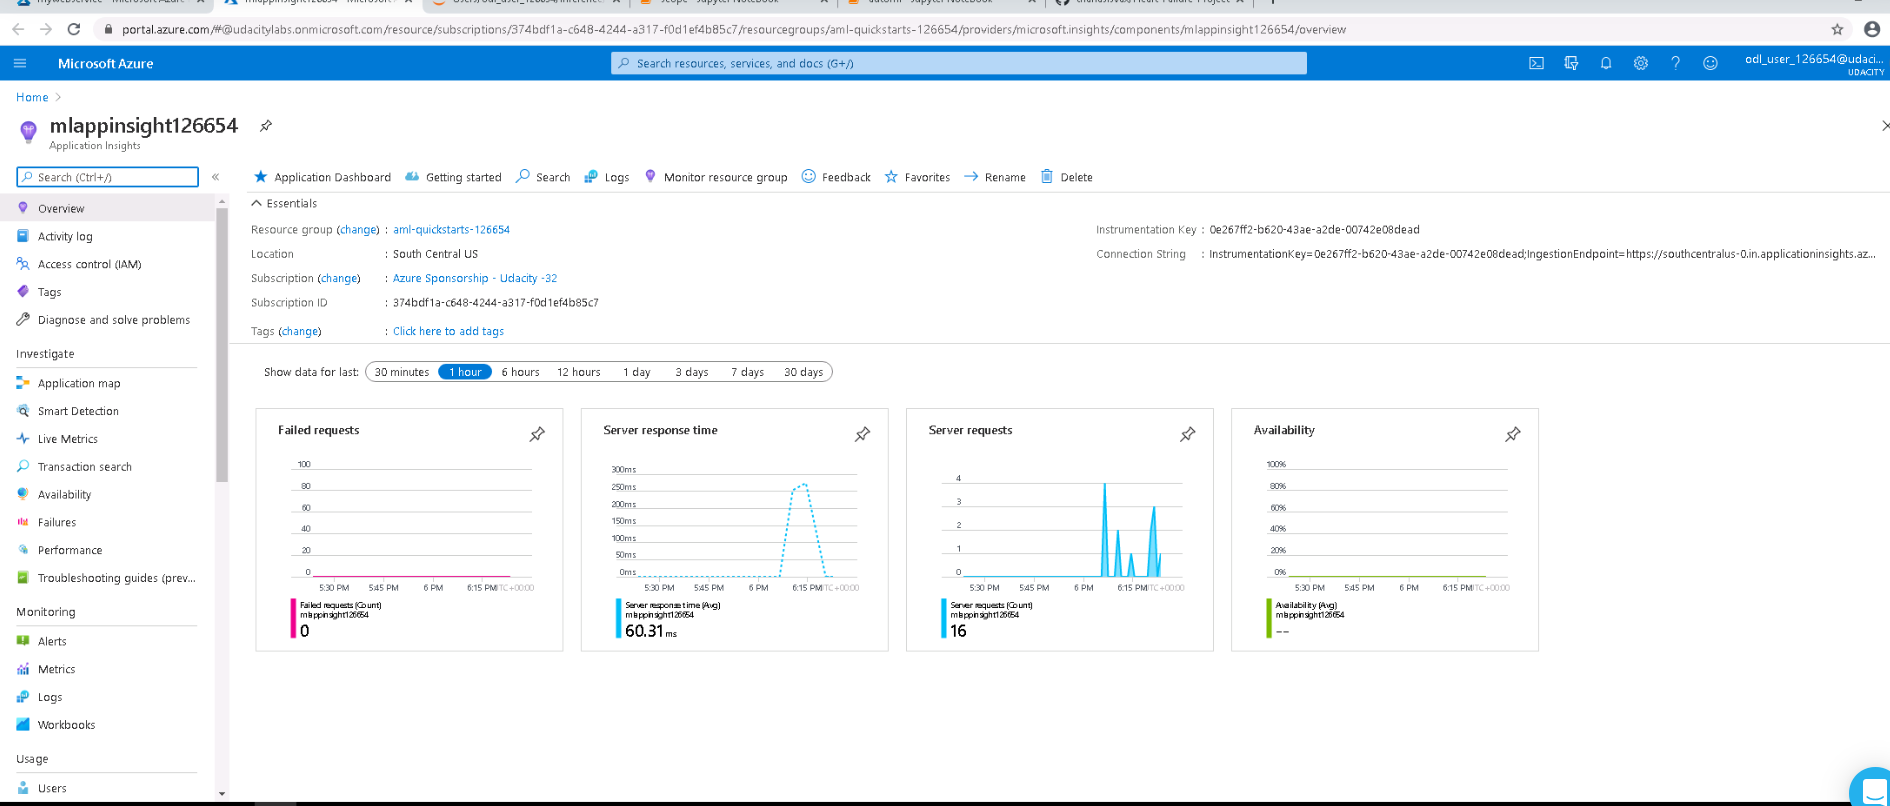 mywebservice - Microsoft Azure
mlappinsight126654 - Microsoft
scope - Jupyter Notebook
automl - Jupyter Notebook
portal.azure.com/#@udacitylabs.onmicrosoft.com/resource/subscriptions/374bdf1a-c648-4244-a317-f0d1ef4b85c7/resourcegroups/aml-quickstarts-126654/providers/microsoft.insights/components/mlappinsight126654/overview
Microsoft Azure
Search resources, services, and docs (G+/)
odl_user_126654@udaci...
UDACITY
Home >
mlappinsight126654
Application Insights
Search (Ctrl+/)
«
Application Dashboard
Getting started
Search
Logs
Monitor resource group
Feedback
Favorites
Rename
Delete
Overview
Activity log
Access control (IAM)
Tags
Diagnose and solve problems
Investigate
Application map
Smart Detection
Live Metrics
Transaction search
Availability
Failures
Performance
Troubleshooting guides (prev...
Monitoring
Alerts
Metrics
Logs
Workbooks
Usage
Users
Essentials
Resource group (change) : aml-quickstarts-126654
Location : South Central US
Subscription (change) : Azure Sponsorship - Udacity -32
Subscription ID : 374bdf1a-c648-4244-a317-f0d1ef4b85c7
Tags (change) : Click here to add tags
Instrumentation Key : 0e267ff2-b620-43ae-a2de-00742e08dead
Connection String : InstrumentationKey=0e267ff2-b620-43ae-a2de-00742e08dead;IngestionEndpoint=https://southcentralus-0.in.applicationinsights.az...
Show data for last: 30 minutes 1 hour 6 hours 12 hours 1 day 3 days 7 days 30 days
Failed requests
100
80
60
40
20
0
5:30 PM 5:45 PM 6 PM 6:15 PM UTC+00:00
Failed requests (Count)
mlappinsight126654
0
Server response time
300ms
250ms
200ms
150ms
100ms
50ms
0ms
5:30 PM 5:45 PM 6 PM 6:15 PM UTC+00:00
Server response time (Avg)
mlappinsight126654
60.31 ms
Server requests
4
3
2
1
0
5:30 PM 5:45 PM 6 PM 6:15 PM UTC+00:00
Server requests (Count)
mlappinsight126654
16
Availability
100%
80%
60%
40%
20%
0%
5:30 PM 5:45 PM 6 PM 6:15 PM UTC+00:00
Availability (Avg)
mlappinsight126654
--